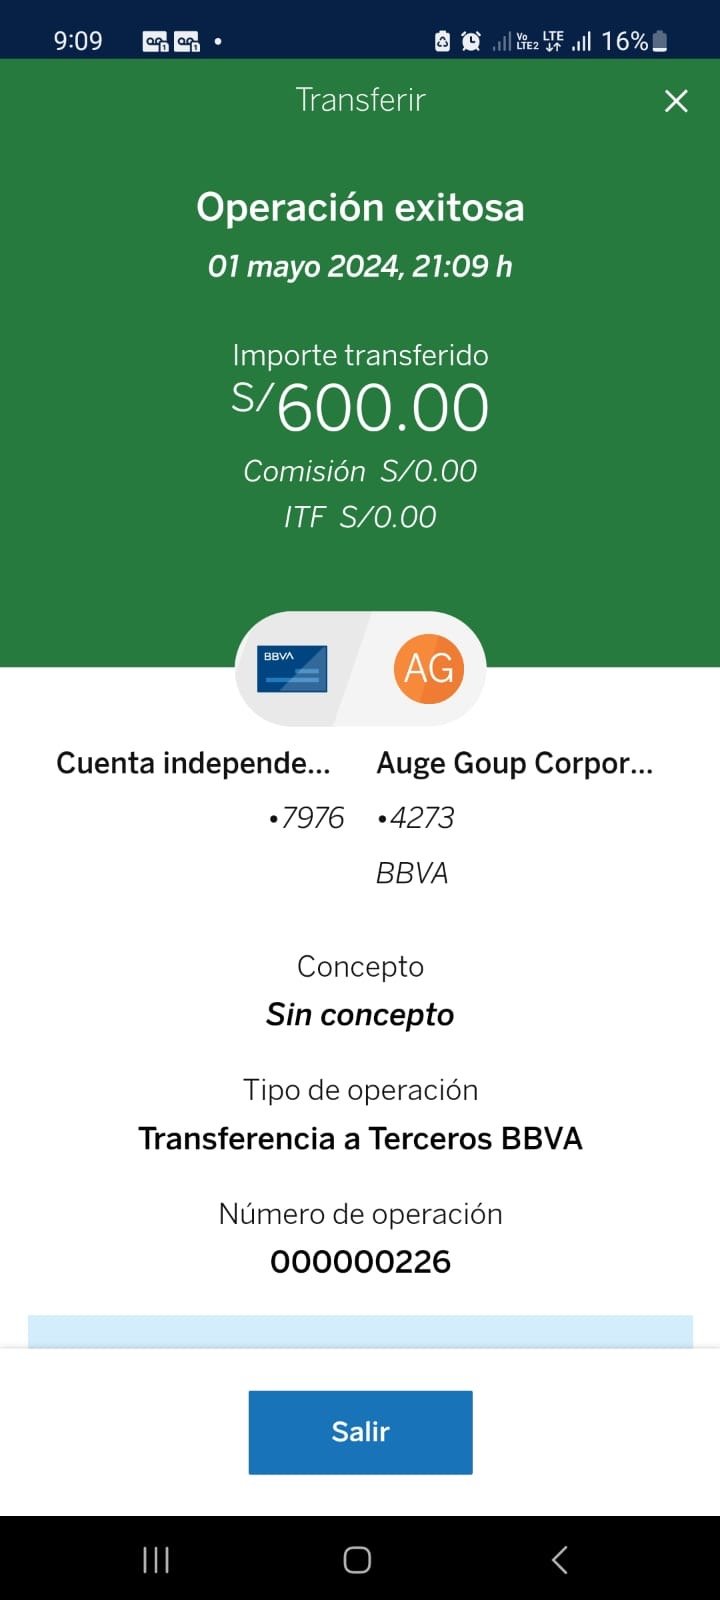 9:09
Vo LTE2 LTE 16%
Transferir
Operación exitosa
01 mayo 2024, 21:09 h
Importe transferido
S/600.00
Comisión S/0.00
ITF S/0.00
BBVA
AG
Cuenta independe... Auge Goup Corpor...
•7976 •4273
BBVA
Concepto
Sin concepto
Tipo de operación
Transferencia a Terceros BBVA
Número de operación
000000226
Salir